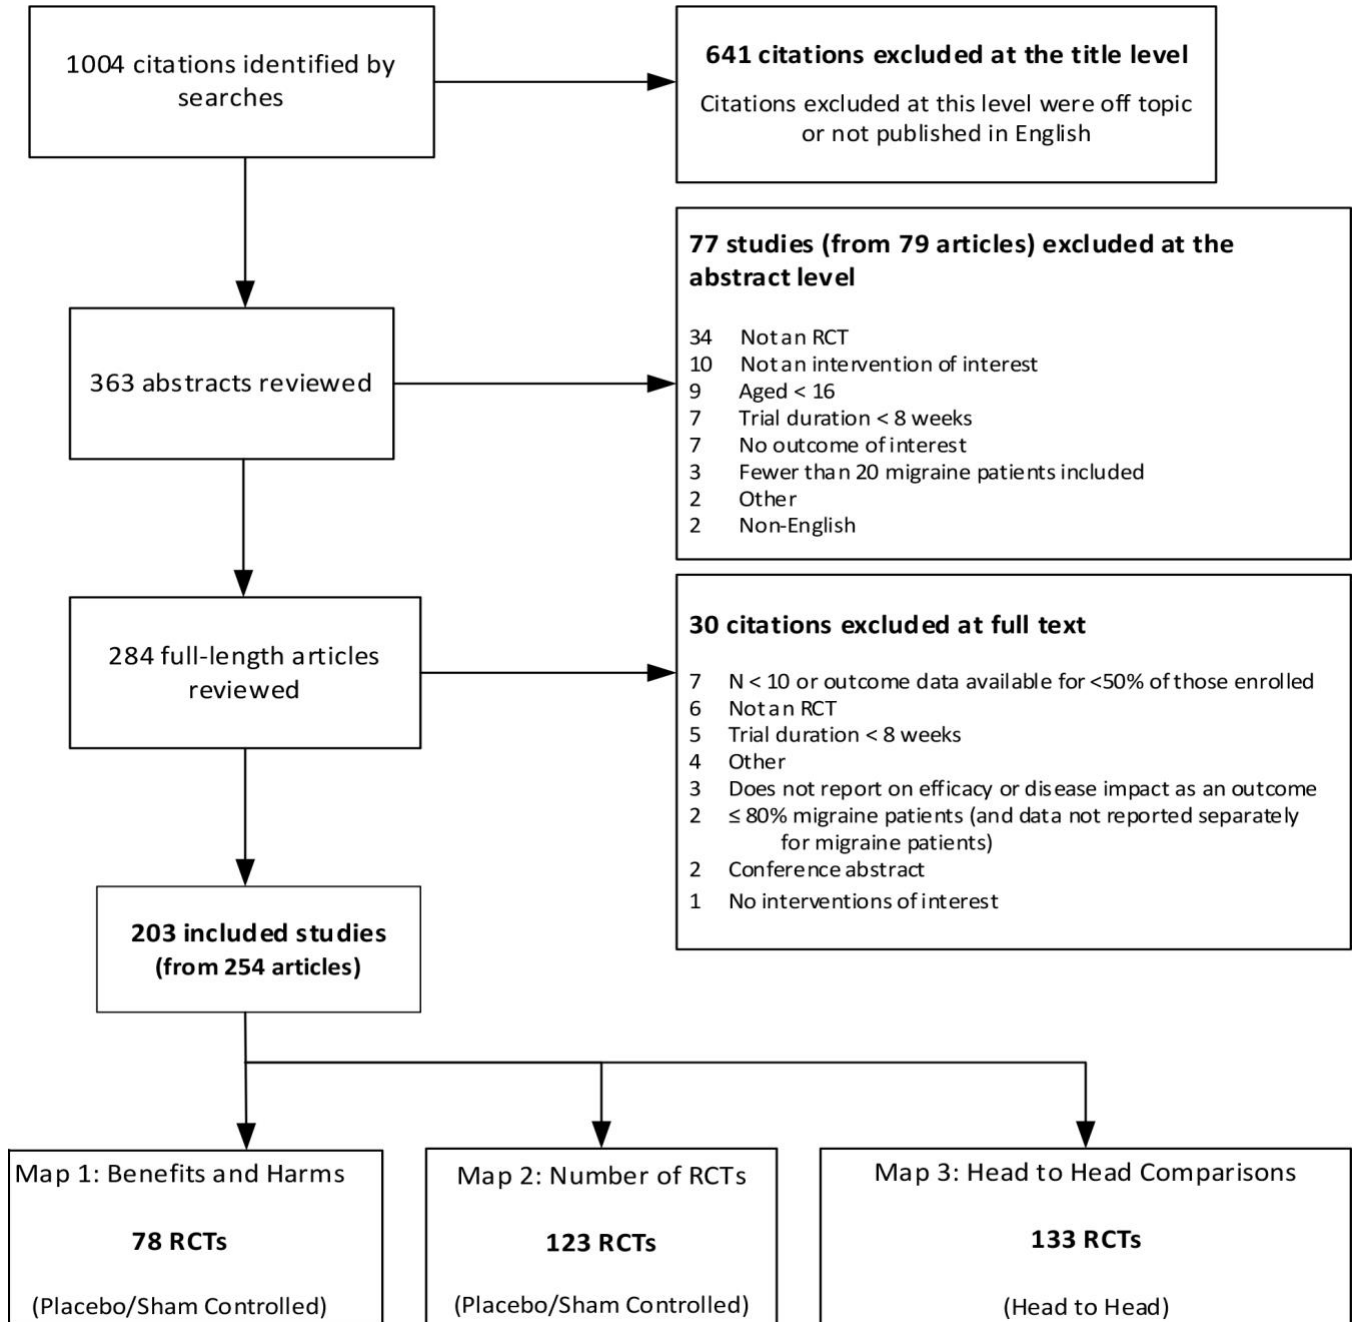 1004 citations identified by
searches
641 citations excluded at the title level
Citations excluded at this level were off topic
or not published in English
77 studies (from 79 articles) excluded at the
abstract level
34 Not an RCT
10 Not an intervention of interest
9 Aged < 16
7 Trial duration < 8 weeks
7 No outcome of interest
3 Fewer than 20 migraine patients included
2 Other
2 Non-English
363 abstracts reviewed
284 full-length articles
reviewed
30 citations excluded at full text
7 N < 10 or outcome data available for <50% of those enrolled
6 Not an RCT
5 Trial duration < 8 weeks
4 Other
3 Does not report on efficacy or disease impact as an outcome
2 ≤ 80% migraine patients (and data not reported separately
for migraine patients)
2 Conference abstract
1 No interventions of interest
203 included studies
(from 254 articles)
Map 1: Benefits and Harms
78 RCTs
(Placebo/Sham Controlled)
Map 2: Number of RCTs
123 RCTs
(Placebo/Sham Controlled)
Map 3: Head to Head Comparisons
133 RCTs
(Head to Head)